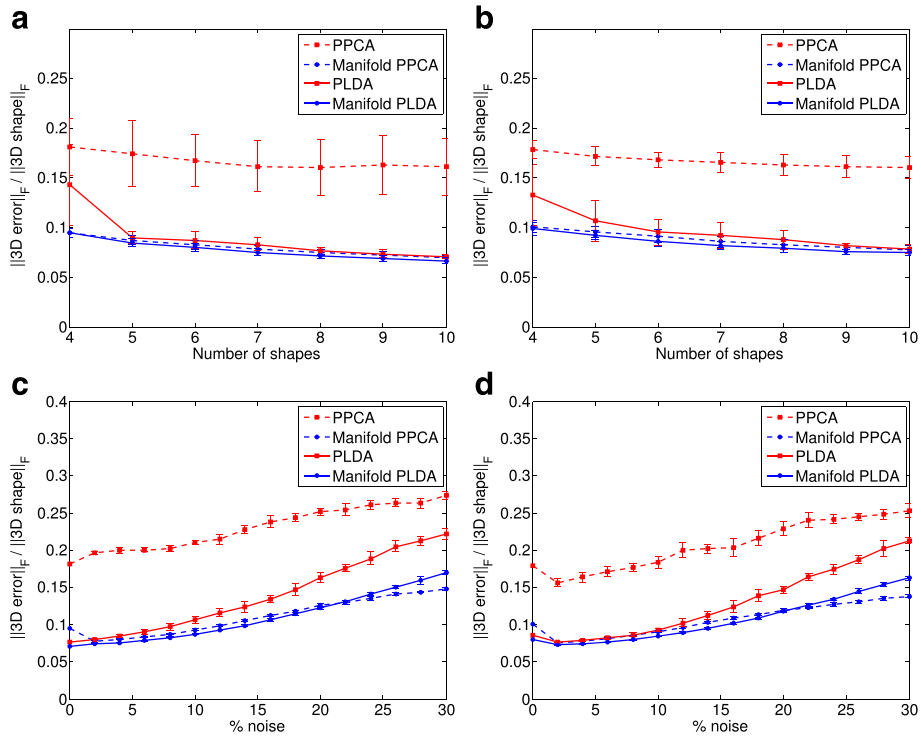 a
0.25
0.2
0.15
0.1
0.05
0
4 5 6 7 8 9 10
||3D error||F / ||3D shape||F
Number of shapes
PPCA
Manifold PPCA
PLDA
Manifold PLDA
b
0.25
0.2
0.15
0.1
0.05
0
4 5 6 7 8 9 10
||3D error||F / ||3D shape||F
Number of shapes
PPCA
Manifold PPCA
PLDA
Manifold PLDA
c
0.4
0.35
0.3
0.25
0.2
0.15
0.1
0.05
0
0 5 10 15 20 25 30
||3D error||F / ||3D shape||F
% noise
PPCA
Manifold PPCA
PLDA
Manifold PLDA
d
0.4
0.35
0.3
0.25
0.2
0.15
0.1
0.05
0
0 5 10 15 20 25 30
||3D error||F / ||3D shape||F
% noise
PPCA
Manifold PPCA
PLDA
Manifold PLDA